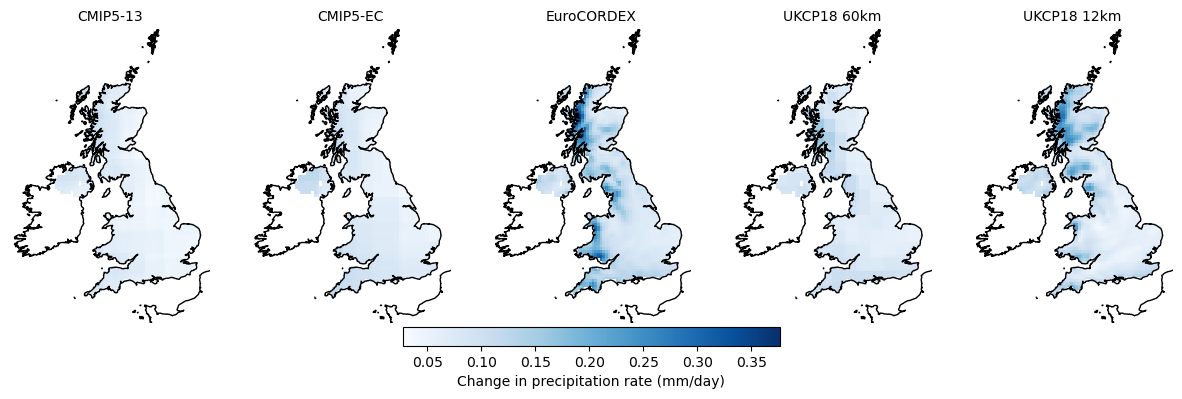 CMIP5-13 CMIP5-EC EuroCORDEX UKCP18 60km UKCP18 12km
0.05 0.10 0.15 0.20 0.25 0.30 0.35
Change in precipitation rate (mm/day)